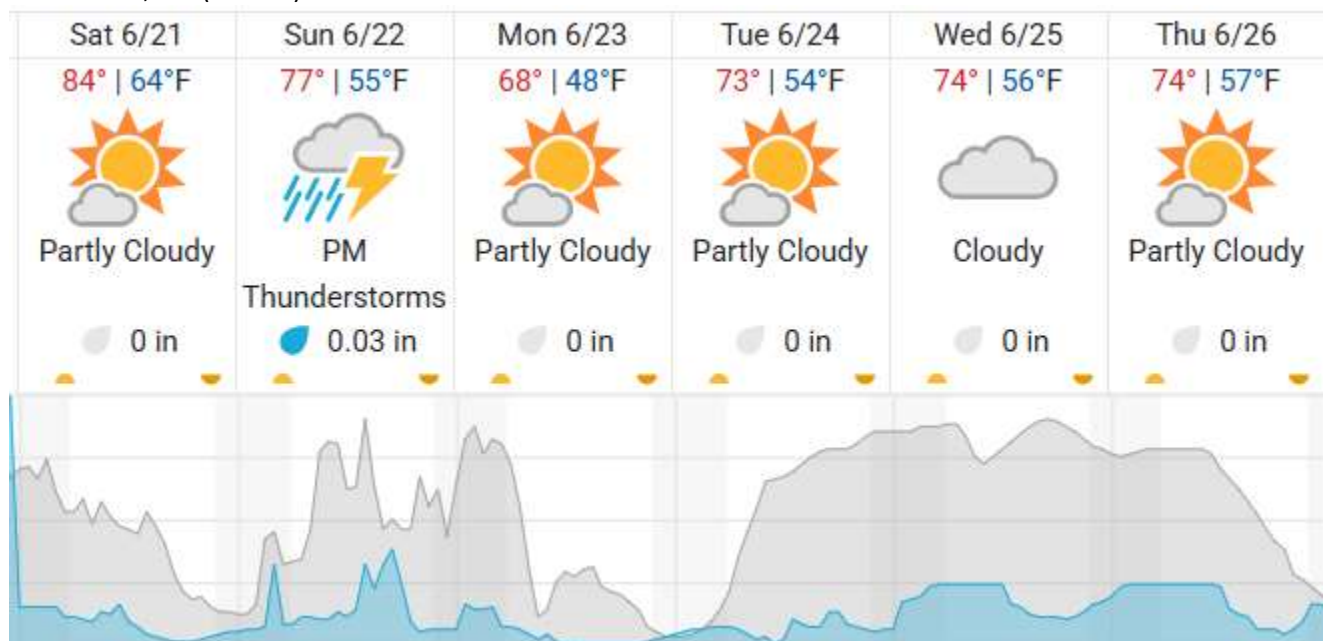 Sat 6/21 Sun 6/22 Mon 6/23 Tue 6/24 Wed 6/25 Thu 6/26
84° | 64°F 77° | 55°F 68° | 48°F 73° | 54°F 74° | 56°F 74° | 57°F
Partly Cloudy PM Partly Cloudy Partly Cloudy Cloudy Partly Cloudy
Thunderstorms
0 in 0.03 in 0 in 0 in 0 in 0 in